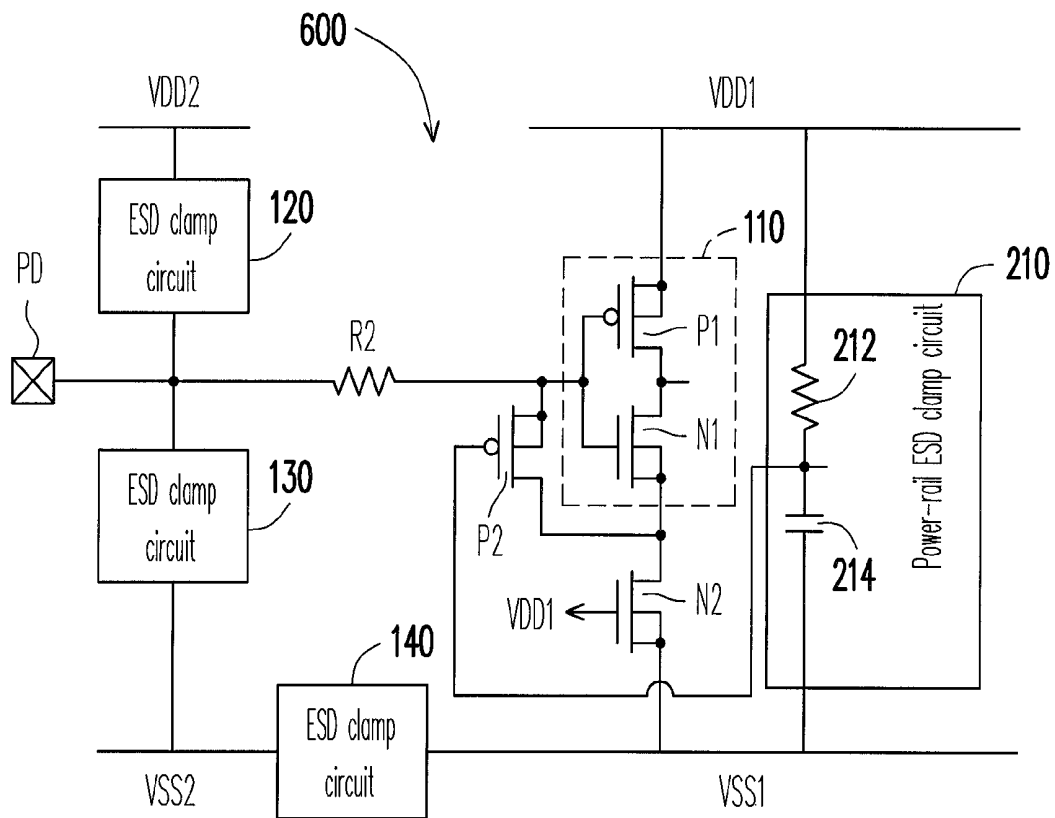 600
VDD2
VDD1
ESD clamp
circuit
120
110
210
PD
R2
P1
212
N1
ESD clamp
circuit
130
P2
214
Power-rail ESD clamp circuit
VDD1
N2
140
ESD clamp
circuit
VSS2
VSS1